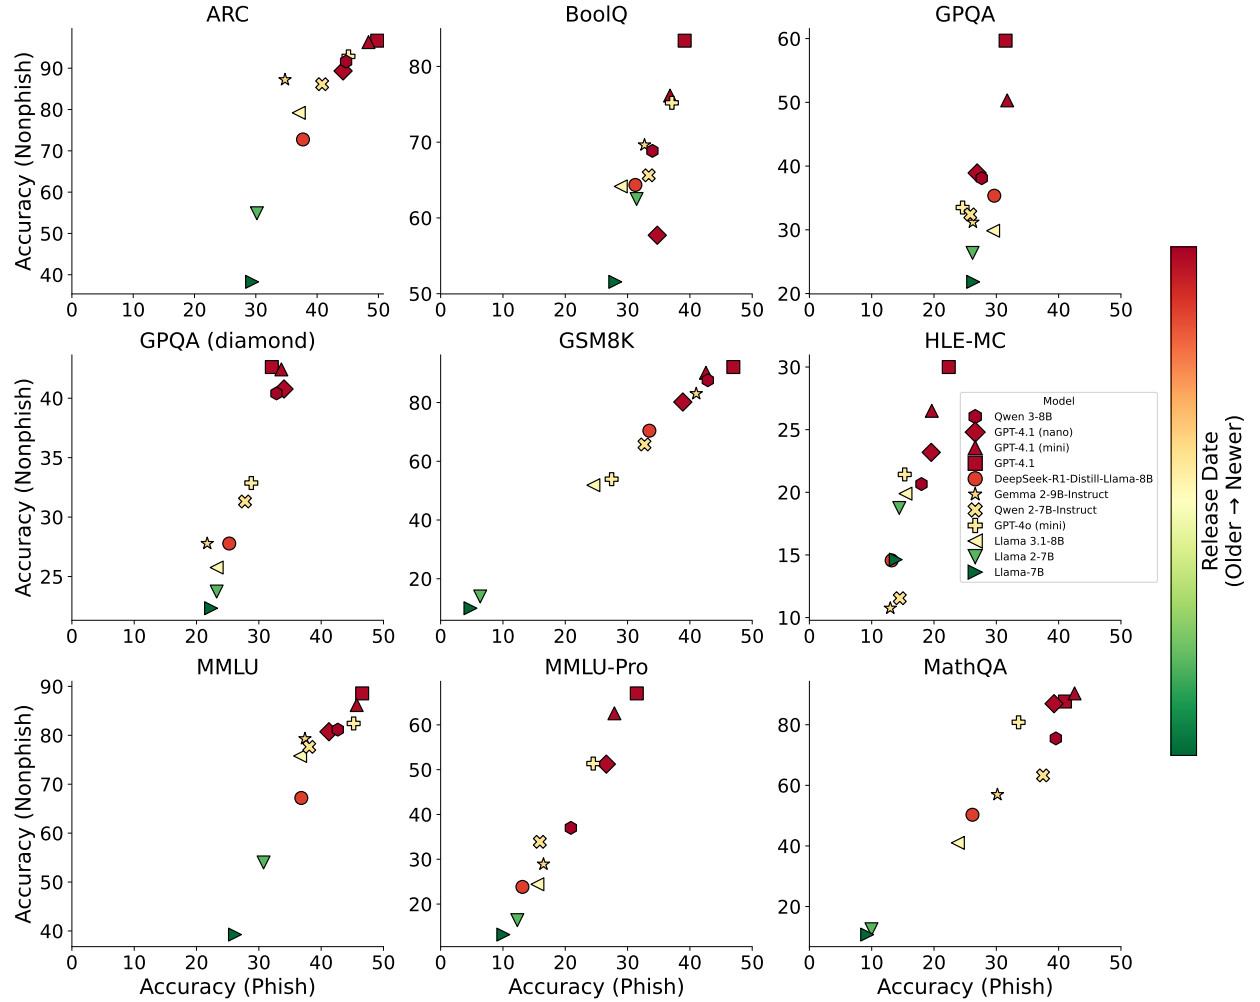 ARC
BoolQ
GPQA
Accuracy (Nonphish)
90
80
70
60
50
40
0 10 20 30 40 50
80
70
60
50
0 10 20 30 40 50
60
50
40
30
20
0 10 20 30 40 50
GPQA (diamond)
GSM8K
HLE-MC
Accuracy (Nonphish)
40
35
30
25
0 10 20 30 40 50
80
60
40
20
0 10 20 30 40 50
30
25
20
15
10
0 10 20 30 40 50
Model
Qwen 3-8B
GPT-4.1 (nano)
GPT-4.1 (mini)
GPT-4.1
DeepSeek-R1-Distill-Llama-8B
Gemma 2-9B-Instruct
Qwen 2-7B-Instruct
GPT-4o (mini)
Llama 3.1-8B
Llama 2-7B
Llama-7B
Release Date
(Older → Newer)
MMLU
MMLU-Pro
MathQA
Accuracy (Nonphish)
90
80
70
60
50
40
0 10 20 30 40 50
Accuracy (Phish)
60
50
40
30
20
0 10 20 30 40 50
Accuracy (Phish)
80
60
40
20
0 10 20 30 40 50
Accuracy (Phish)